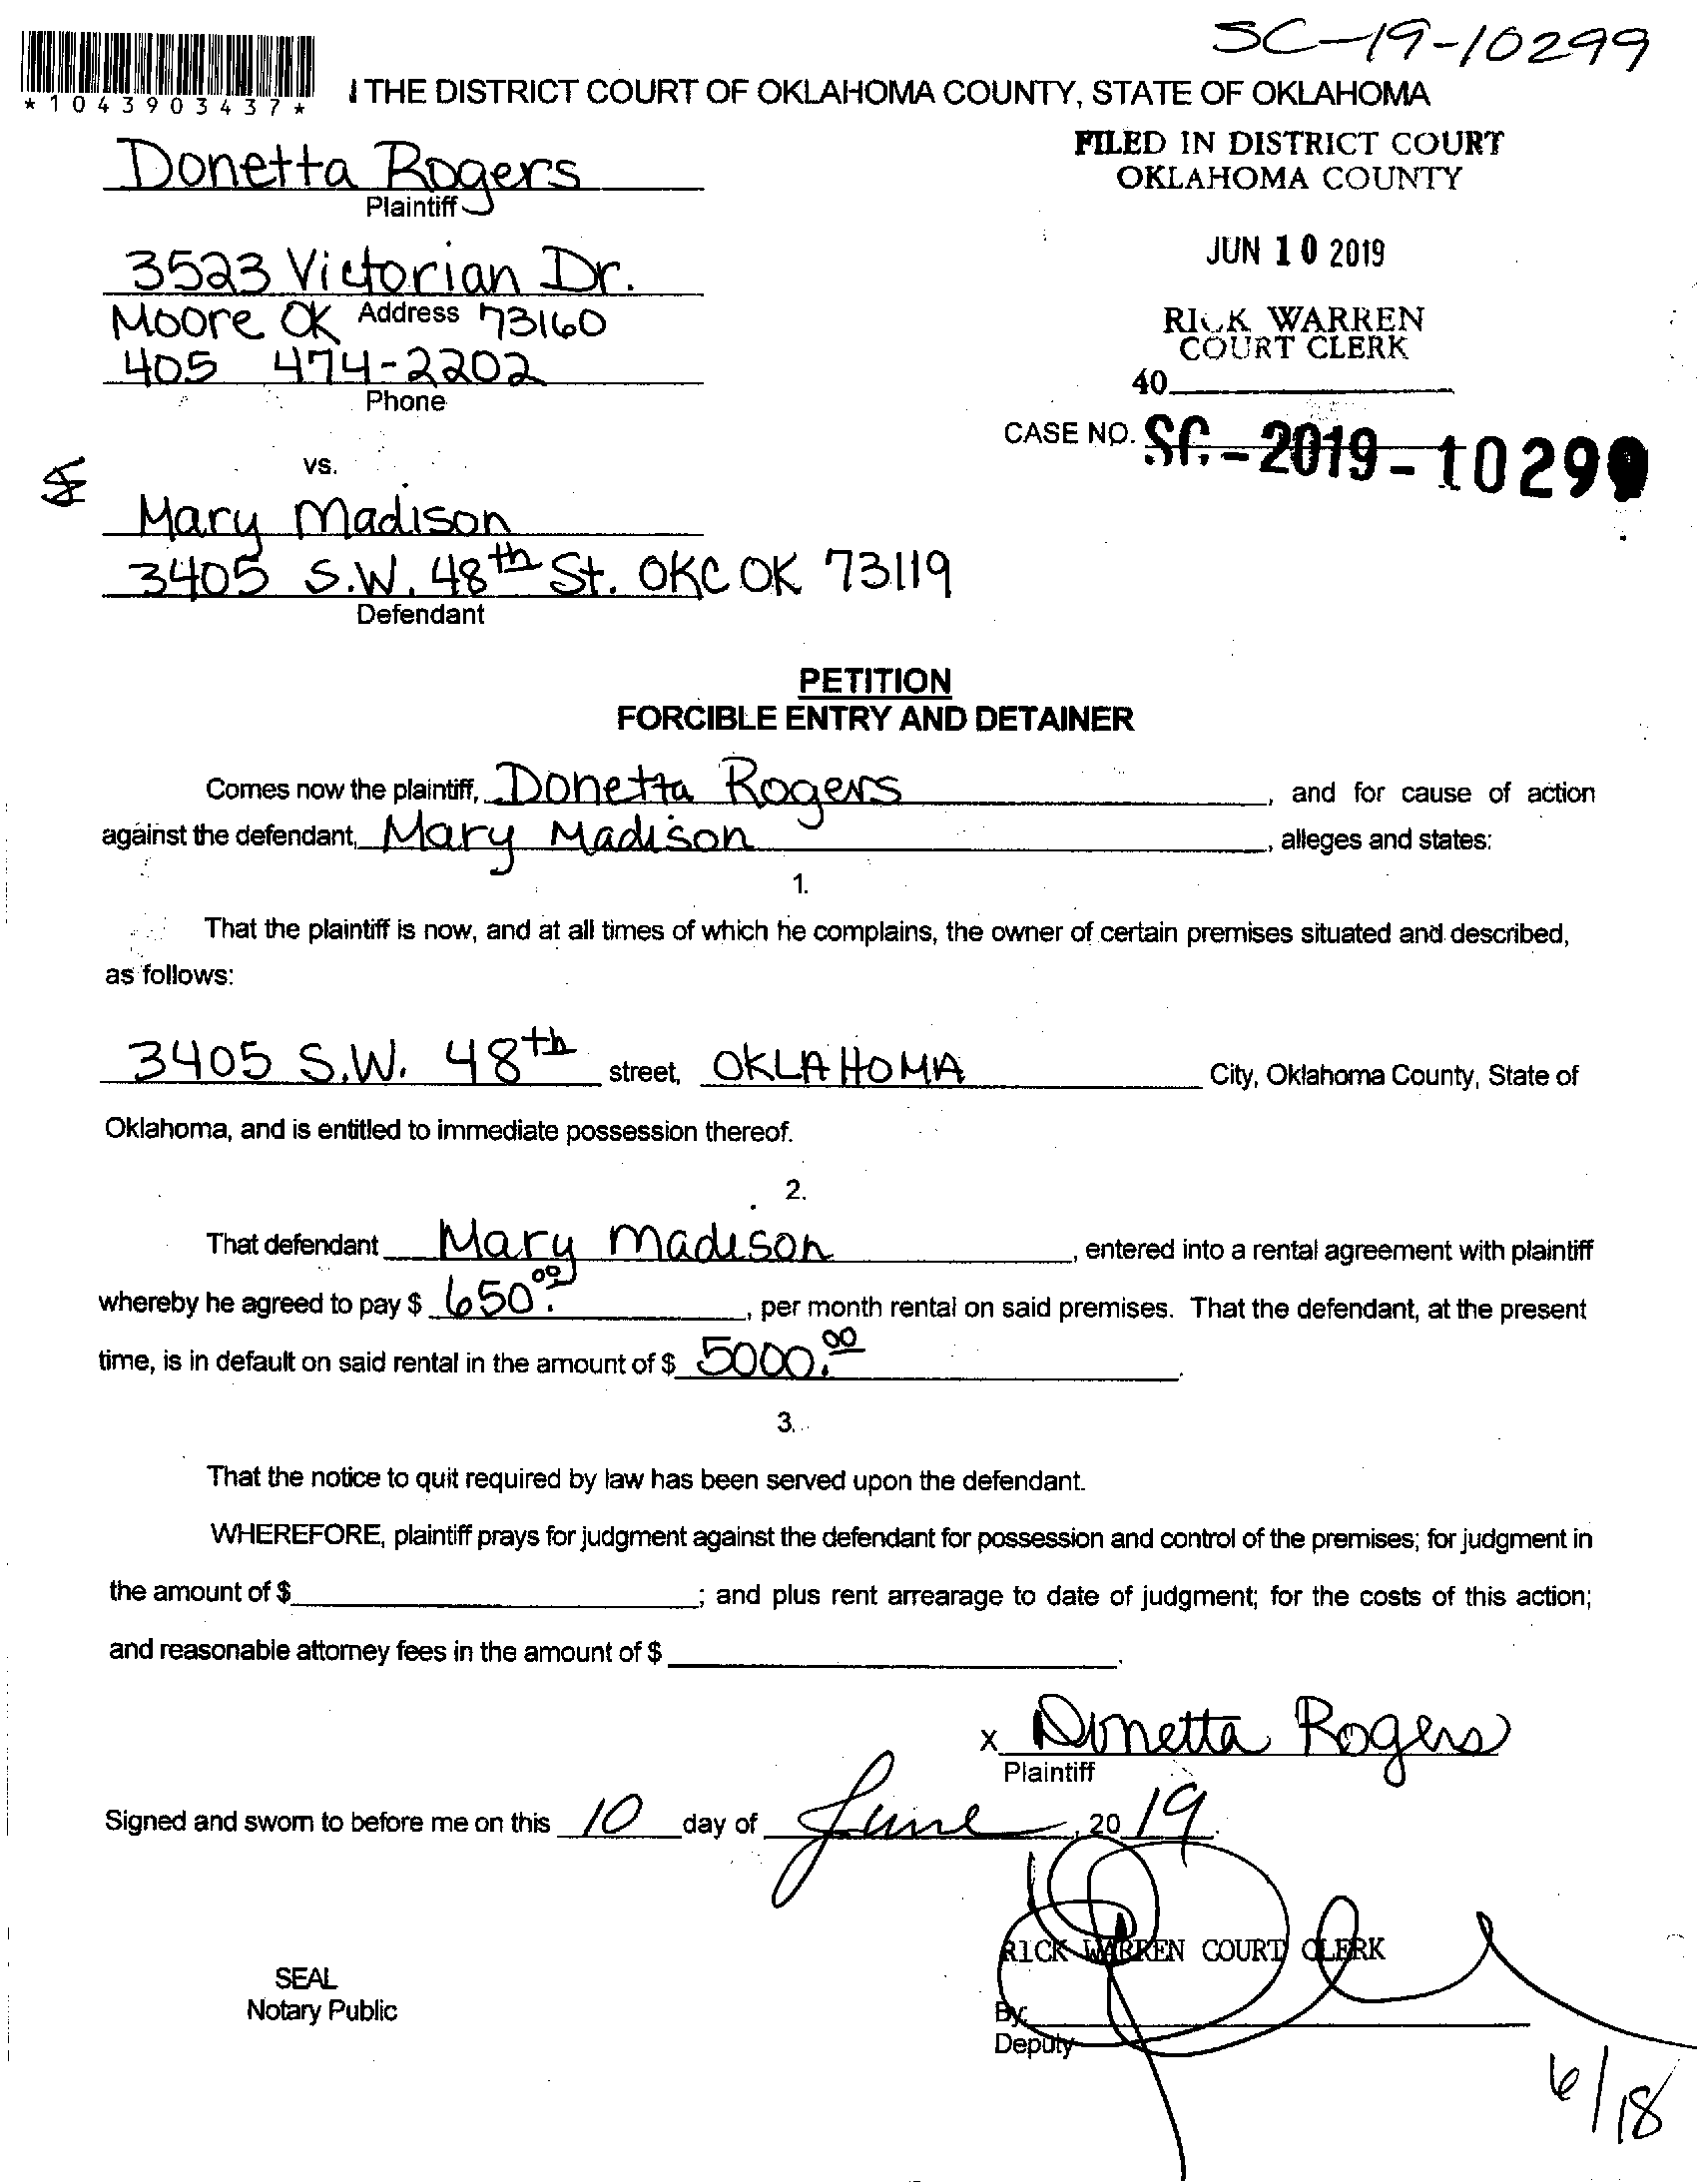 SC-19-10299
*1043903437*
THE DISTRICT COURT OF OKLAHOMA COUNTY, STATE OF OKLAHOMA
FILED IN DISTRICT COURT
OKLAHOMA COUNTY
Donetta Rogers
Plaintiff
JUN 10 2019
3523 Victorian Dr.
Address
Moore OK 73160
RICK WARREN
COURT CLERK
405 474-2202
Phone
40
CASE NO. SC-2019-10299
vs.
Mary Madison
3405 S.W. 48th St. OKC OK 73119
Defendant
PETITION
FORCIBLE ENTRY AND DETAINER
Comes now the plaintiff, Donetta Rogers, and for cause of action
against the defendant, Mary Madison, alleges and states:
1.
That the plaintiff is now, and at all times of which he complains, the owner of certain premises situated and described,
as follows:
3405 S.W. 48th street, OKLAHOMA City, Oklahoma County, State of
Oklahoma, and is entitled to immediate possession thereof.
2.
That defendant Mary Madison, entered into a rental agreement with plaintiff
whereby he agreed to pay $ 650.00, per month rental on said premises. That the defendant, at the present
time, is in default on said rental in the amount of $ 5000.00.
3.
That the notice to quit required by law has been served upon the defendant.
WHEREFORE, plaintiff prays for judgment against the defendant for possession and control of the premises; for judgment in
the amount of $ ; and plus rent arrearage to date of judgment; for the costs of this action;
and reasonable attorney fees in the amount of $ .
x Donetta Rogers
Plaintiff
Signed and sworn to before me on this 10 day of June, 20 19.
RICK WARREN COURT CLERK
SEAL
Notary Public
By
Deputy
6/18